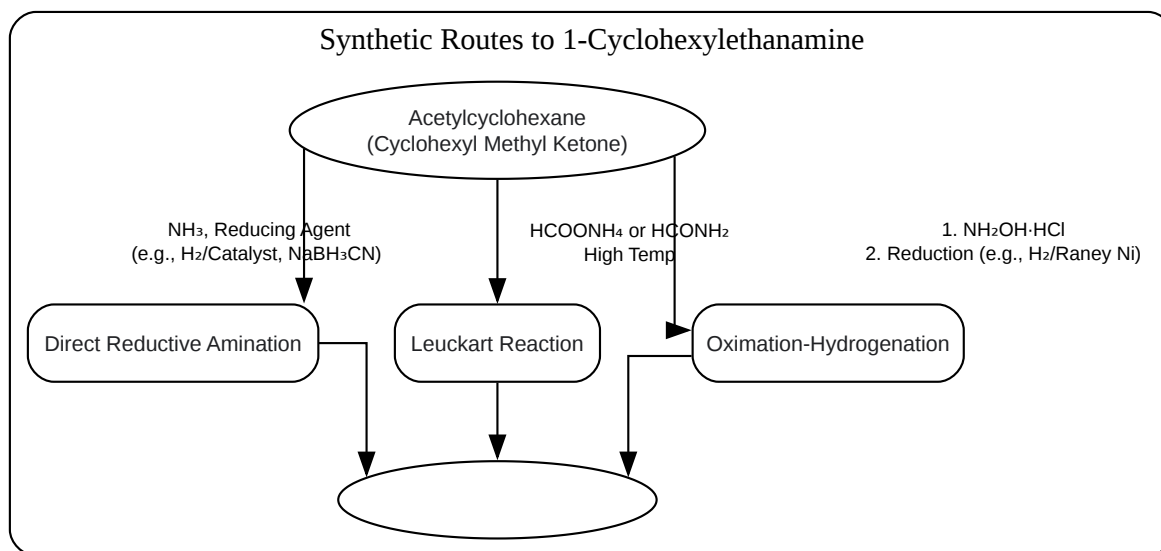 Synthetic Routes to 1-Cyclohexylethanamine
Acetylcyclohexane
(Cyclohexyl Methyl Ketone)
NH₃, Reducing Agent
(e.g., H₂/Catalyst, NaBH₃CN)
HCOONH₄ or HCONH₂
High Temp
1. NH₂OH·HCl
2. Reduction (e.g., H₂/Raney Ni)
Direct Reductive Amination
Leuckart Reaction
Oximation-Hydrogenation